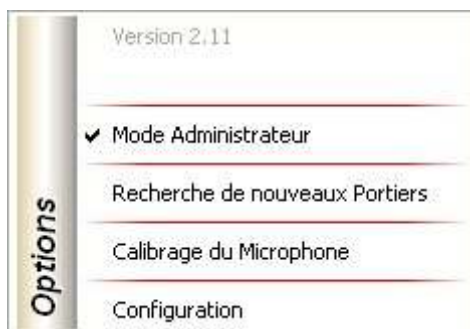 Version 2.11
Mode Administrateur
Recherche de nouveaux Portiers
Calibrage du Microphone
Configuration
Options